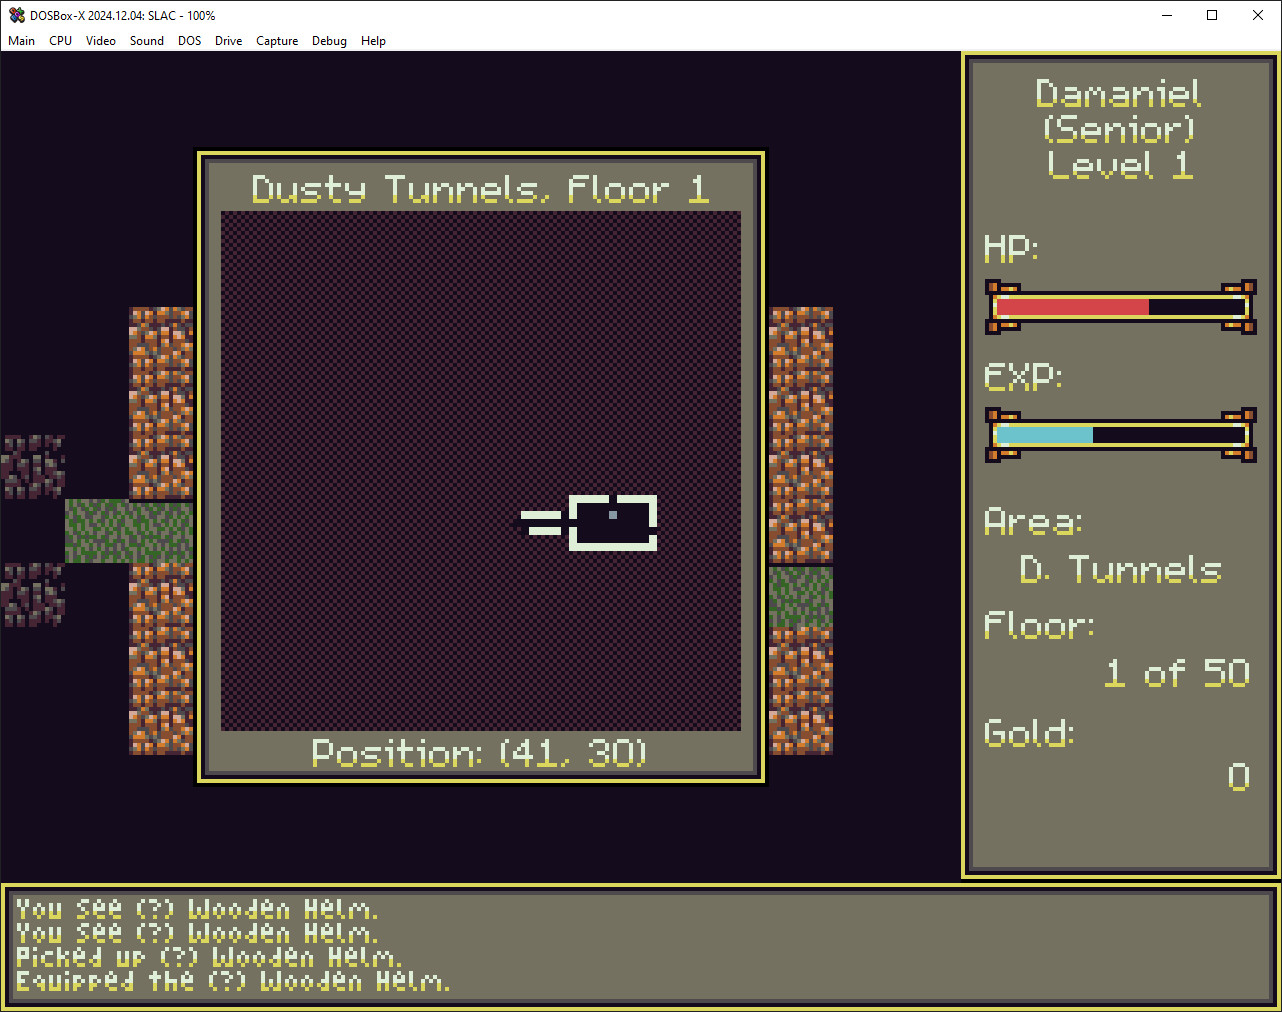 DOSBox-X 2024.12.04: SLAC - 100%
Main CPU Video Sound DOS Drive Capture Debug Help
Dusty Tunnels, Floor 1
Position: (41, 30)
Damaniel
(Senior)
Level 1
HP:
EXP:
Area:
D. Tunnels
Floor:
1 of 50
Gold:
0
You see (?) Wooden Helm.
You see (?) Wooden Helm.
Picked up (?) Wooden Helm.
Equipped the (?) Wooden Helm.